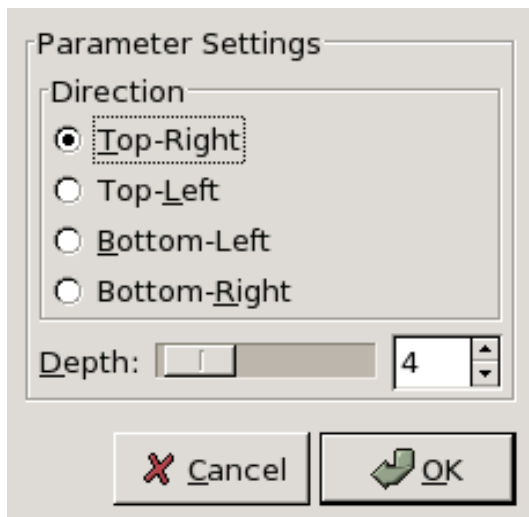 Parameter Settings
Direction
Top-Right
Top-Left
Bottom-Left
Bottom-Right
Depth: 4
Cancel OK